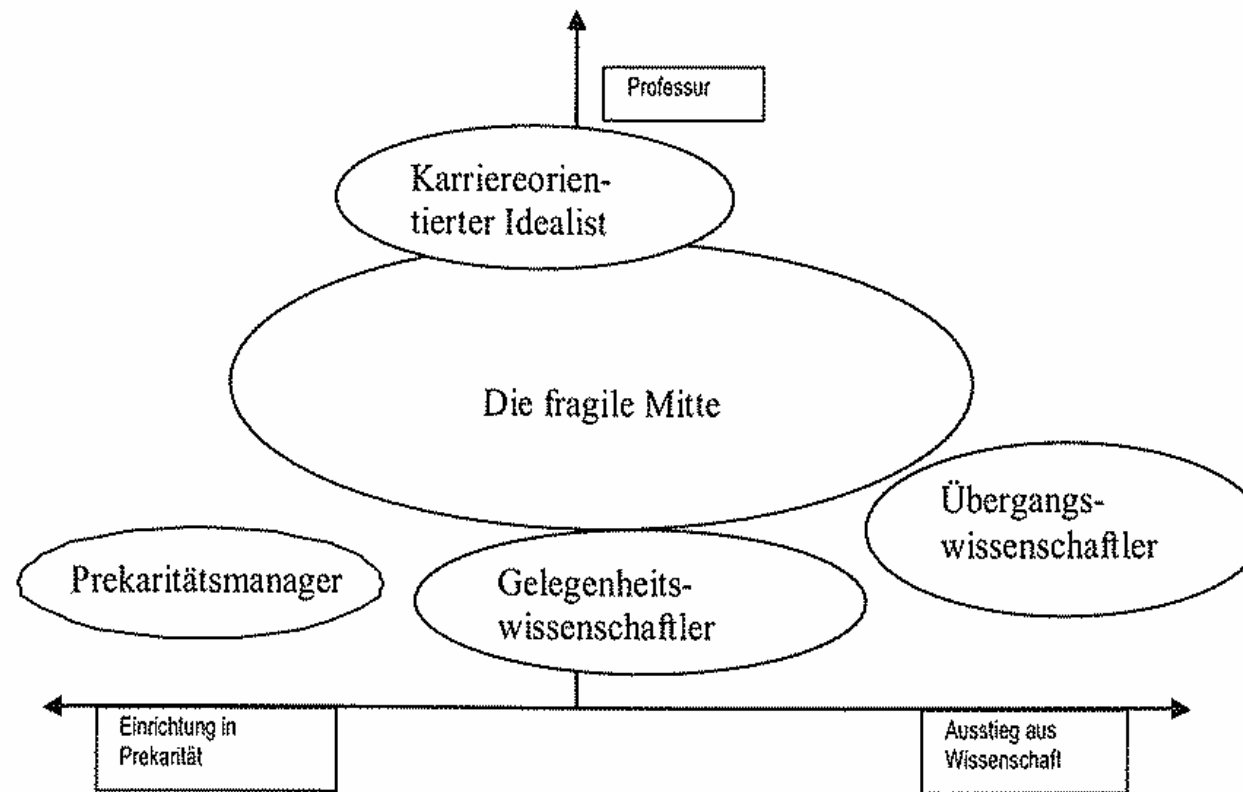 Professur
Karriereorien-
tierter Idealist
Die fragile Mitte
Übergangs-
wissenschaftler
Prekaritätsmanager
Gelegenheits-
wissenschaftler
Einrichtung in
Prekarität
Ausstieg aus
Wissenschaft